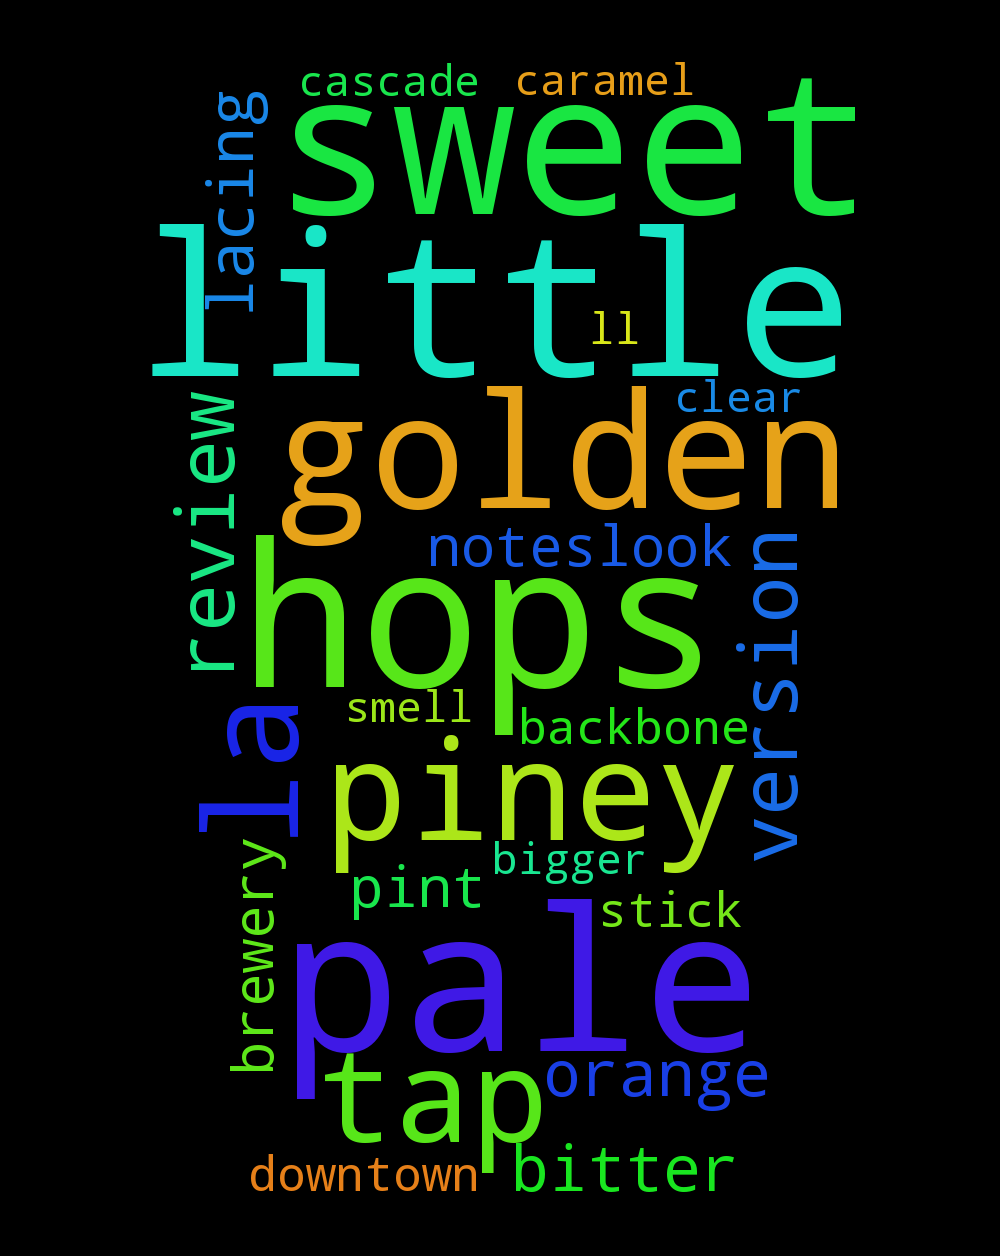 cascade caramel
sweet
lacing
little
ll
clear
golden
review
noteslook
hops
version
smell
backbone
la
piney
bigger
pint
stick
brewery
pale
orange
tap
downtown bitter